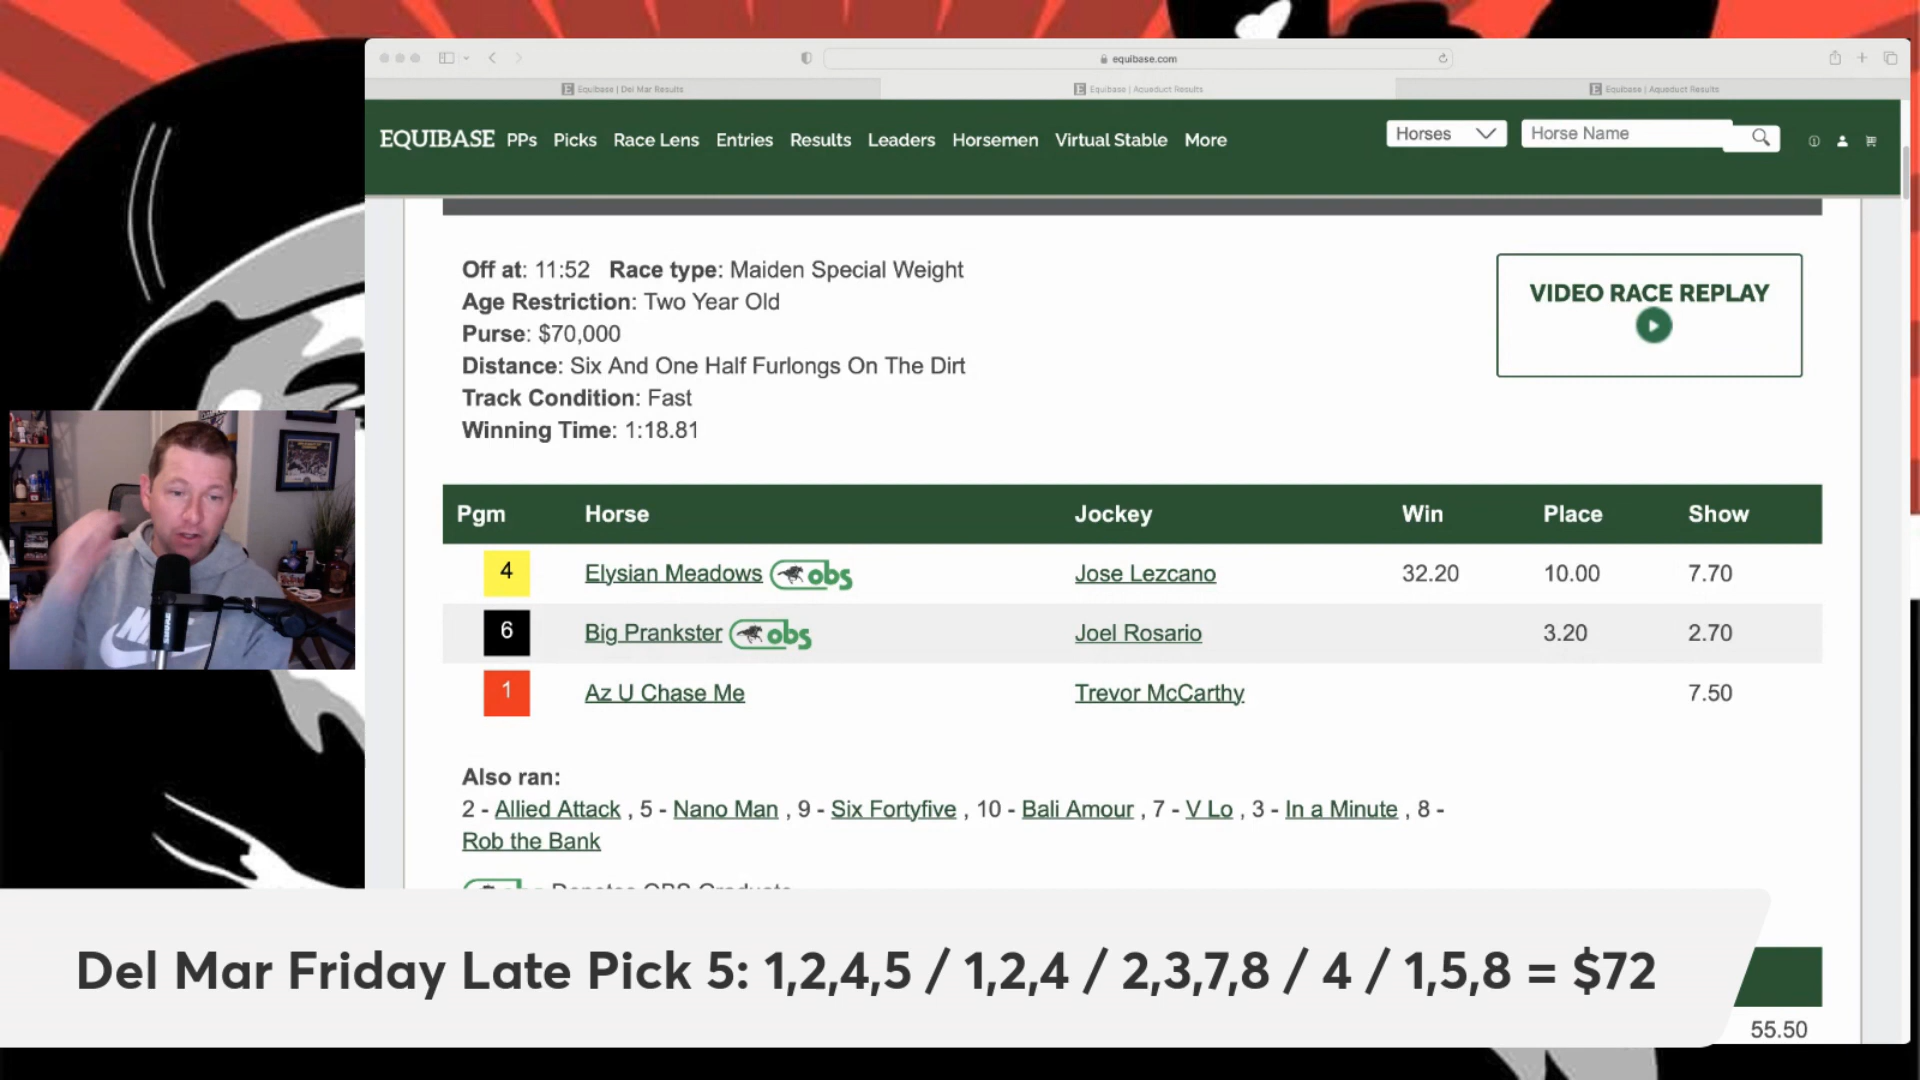 equibase.com
Equibase | Del Mar Results
Equibase | Aqueduct Results
Equibase | Aqueduct Results
EQUIBASE PPs Picks Race Lens Entries Results Leaders Horsemen Virtual Stable More
Horses
Horse Name
Off at: 11:52 Race type: Maiden Special Weight
Age Restriction: Two Year Old
Purse: $70,000
Distance: Six And One Half Furlongs On The Dirt
Track Condition: Fast
Winning Time: 1:18.81
VIDEO RACE REPLAY
Pgm Horse Jockey Win Place Show
4 Elysian Meadows obs Jose Lezcano 32.20 10.00 7.70
6 Big Prankster obs Joel Rosario 3.20 2.70
1 Az U Chase Me Trevor McCarthy 7.50
Also ran:
2 - Allied Attack , 5 - Nano Man , 9 - Six Fortyfive , 10 - Bali Amour , 7 - V Lo , 3 - In a Minute , 8 -
Rob the Bank
Del Mar Friday Late Pick 5: 1,2,4,5 / 1,2,4 / 2,3,7,8 / 4 / 1,5,8 = $72
55.50